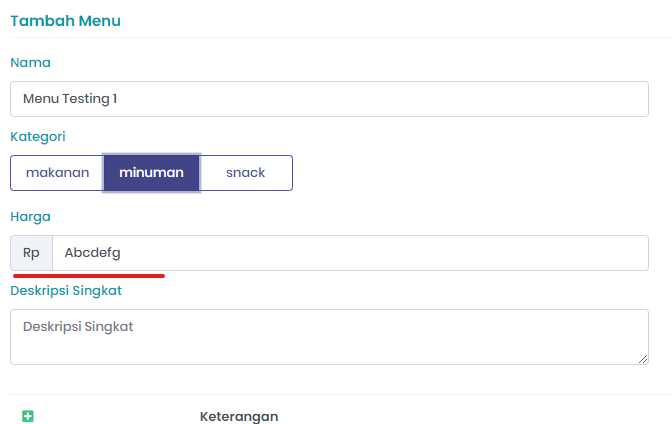 Tambah Menu
Nama
Menu Testing 1
Kategori
makanan minuman snack
Harga
Rp Abcdefg
Deskripsi Singkat
Deskripsi Singkat
Keterangan